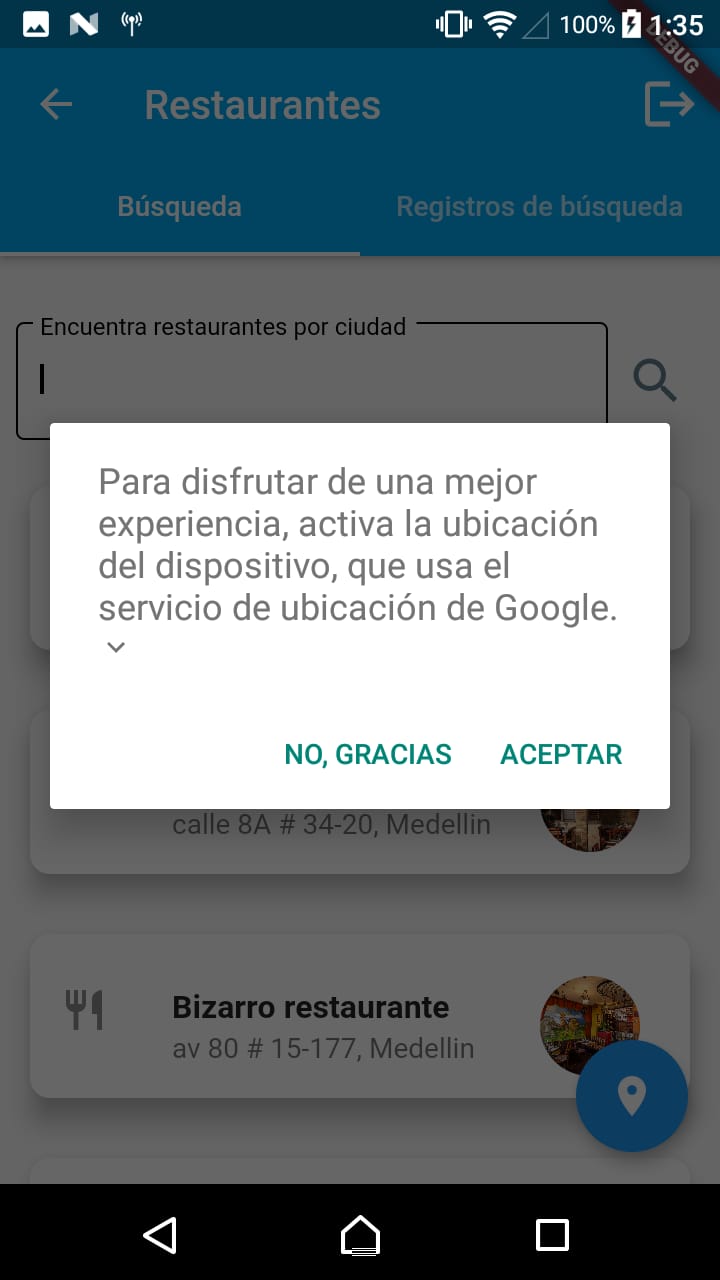 100%
1:35
DEBUG
Restaurantes
Búsqueda
Registros de búsqueda
Encuentra restaurantes por ciudad
Para disfrutar de una mejor
experiencia, activa la ubicación
del dispositivo, que usa el
servicio de ubicación de Google.
NO, GRACIAS
ACEPTAR
calle 8A # 34-20, Medellin
Bizarro restaurante
av 80 # 15-177, Medellin